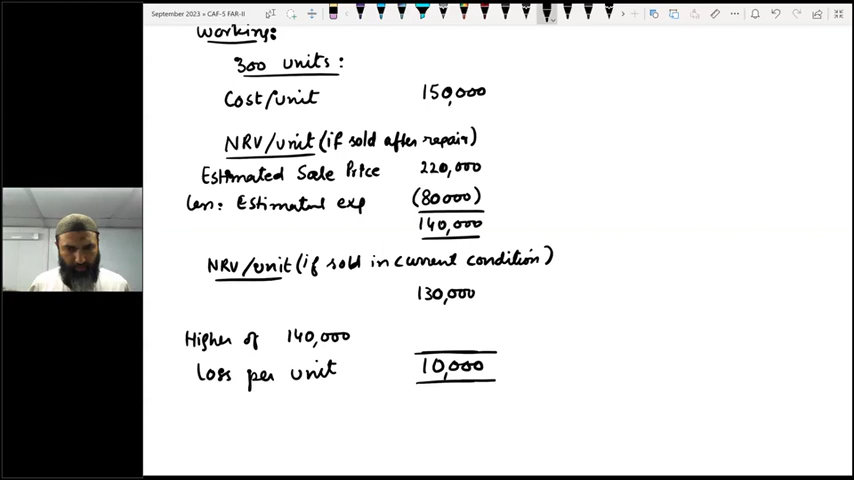 September 2023 » CAF-5 FAR-II
Working:
300 units:
Cost/unit 150,000
NRV/unit (if sold after repair)
Estimated Sale Price 220,000
Less: Estimated exp (80000)
140,000
NRV/unit (if sold in current condition)
130,000
Higher of 140,000
Loss per unit 10,000